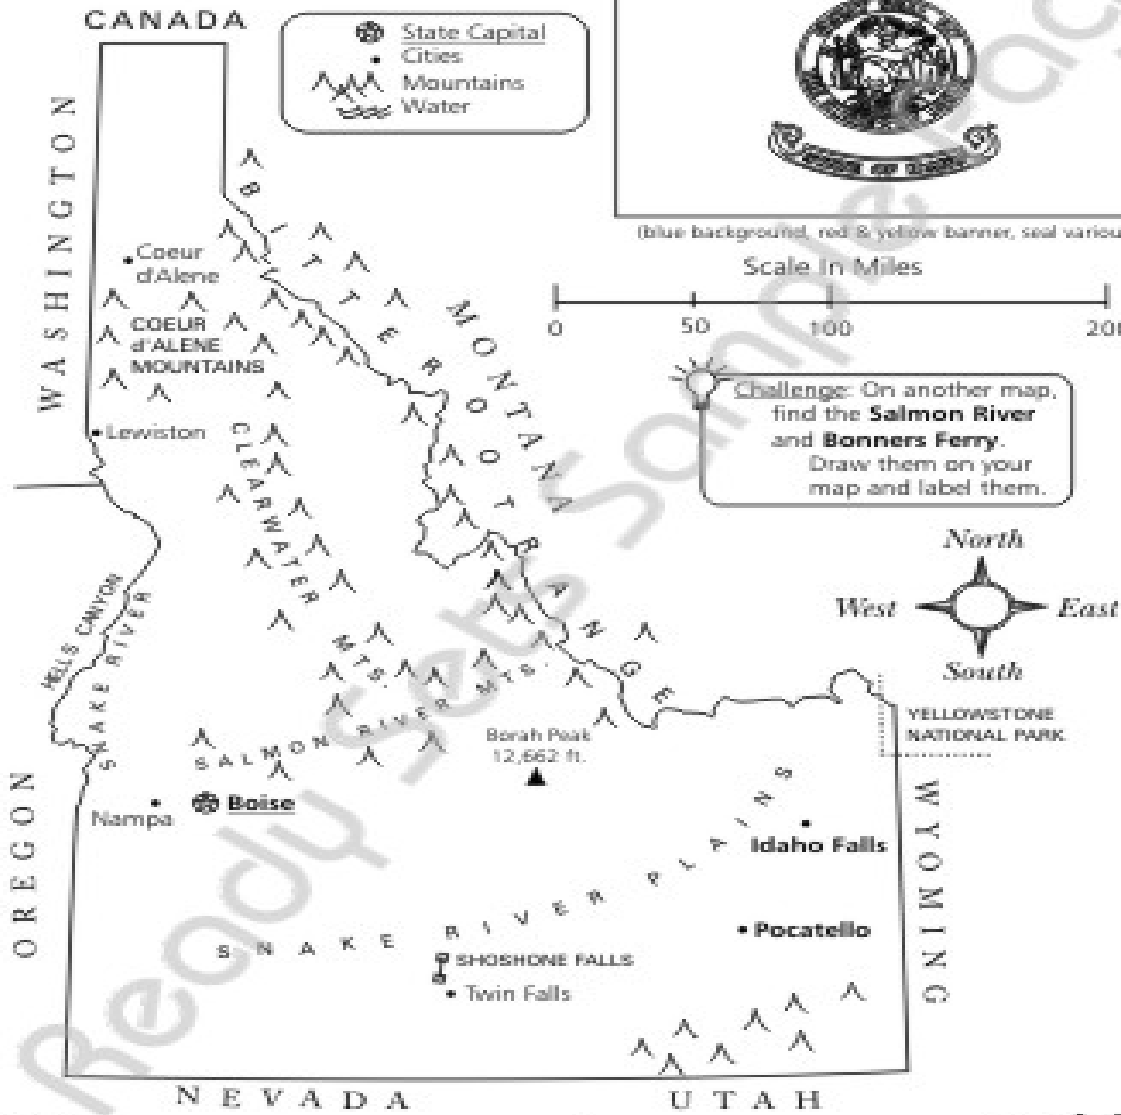 CANADA
State Capital
Cities
Mountains
Water
(blue background, red & yellow banner, seal
Scale In Miles
0 50 100
WASHINGTON
BITTERROOT RANGE
MONTANA
Coeur
d'Alene
COEUR
d'ALENE
MOUNTAINS
Challenge: On another map,
find the Salmon River
and Bonners Ferry.
Draw them on your
map and label them.
Lewiston
CLEARWATER MTS.
North
West East
South
HELLS CANYON
SNAKE RIVER
SALMON RIVER MTS.
YELLOWSTONE
NATIONAL PARK
Borah Peak
12,662 ft.
OREGON
Nampa
Boise
WYOMING
Idaho Falls
SNAKE RIVER PLAINS
Pocatello
SHOSHONE FALLS
Twin Falls
NEVADA
UTAH
Ready Sets Sample